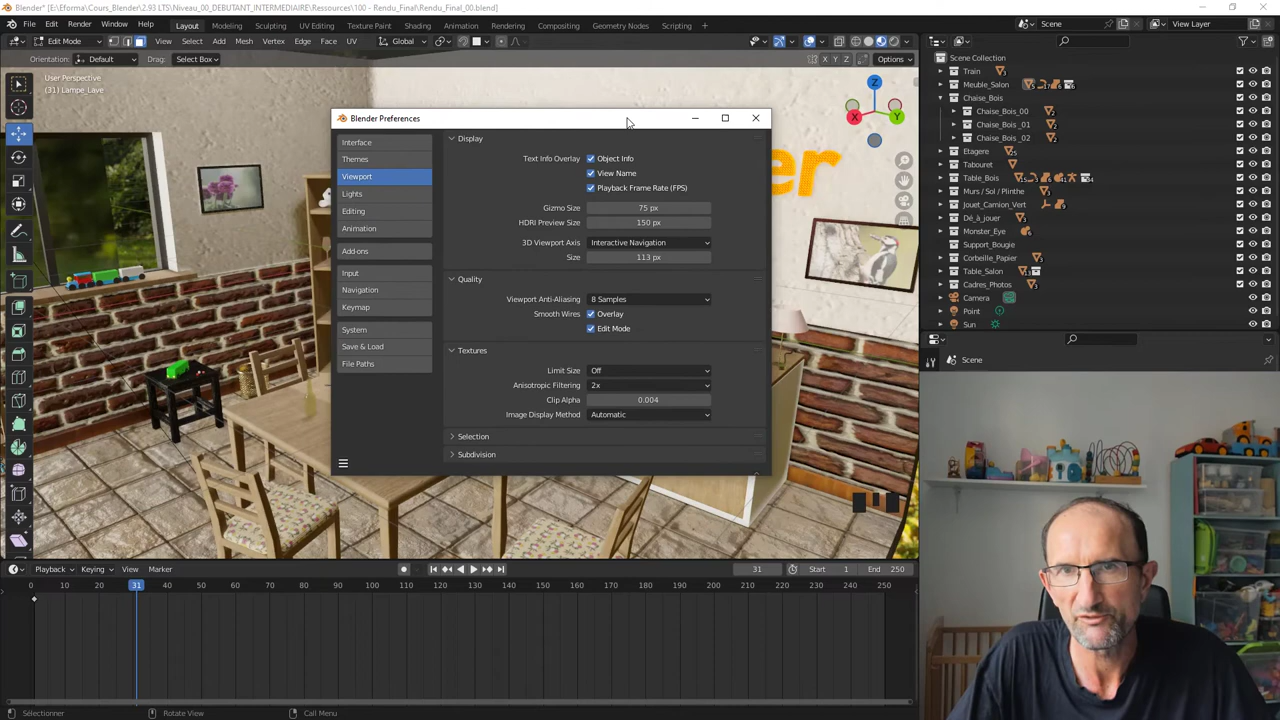 Blender* [E:\Eforma\Cours_Blender\2.93 LTS\Niveau_00_DEBUTANT_INTERMEDIAIRE\Ressources\100 - Rendu_Final\Rendu_Final_00.blend]
File Edit Render Window Help Layout Modeling Sculpting UV Editing Texture Paint Shading Animation Rendering Compositing Geometry Nodes Scripting Scene View Layer
Edit Mode View Select Add Mesh Vertex Edge Face UV Global
Orientation: Default Drag: Select Box X Y Z Options
User Perspective
(31) Lampe_Lave
X Y Z
Blender Preferences
Interface
Themes
Viewport
Lights
Editing
Animation
Add-ons
Input
Navigation
Keymap
System
Save & Load
File Paths
Display
Text Info Overlay Object Info
View Name
Playback Frame Rate (FPS)
Gizmo Size 75 px
HDRI Preview Size 150 px
3D Viewport Axis Interactive Navigation
Size 113 px
Quality
Viewport Anti-Aliasing 8 Samples
Smooth Wires Overlay
Edit Mode
Textures
Limit Size Off
Anisotropic Filtering 2x
Clip Alpha 0.004
Image Display Method Automatic
Selection
Subdivision
er
Scene Collection
Train
Meuble_Salon
Chaise_Bois
Chaise_Bois_00
Chaise_Bois _01
Chaise_Bois _02
Etagere
Tabouret
Table_Bois
Murs / Sol / Plinthe
Jouet_Camion_Vert
Dé_à_jouer
Monster_Eye
Support_Bougie
Corbeille_Papier
Table_Salon
Cadres_Photos
Camera
Point
Sun
Scene
Playback Keying View Marker 31 Start 1 End 250
0 10 20 31 40 50 60 70 80 90 100 110 120 130 140 150 160 170 180 190 200 210 220 230 240 250
Sélectionner Rotate View Call Menu